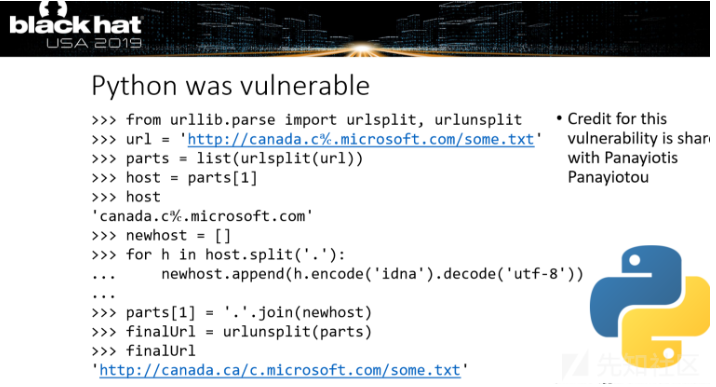 black hat
USA 2019
Python was vulnerable
>>> from urllib.parse import urlsplit, urlunsplit
>>> url = 'http://canada.c℀.microsoft.com/some.txt'
>>> parts = list(urlsplit(url))
>>> host = parts[1]
>>> host
'canada.c℀.microsoft.com'
>>> newhost = []
>>> for h in host.split('.'):
...     newhost.append(h.encode('idna').decode('utf-8'))
...
>>> parts[1] = '.'.join(newhost)
>>> finalUrl = urlunsplit(parts)
>>> finalUrl
'http://canada.ca/c.microsoft.com/some.txt'
• Credit for this
vulnerability is
with Panayiotis
Panayiotou
先知社区